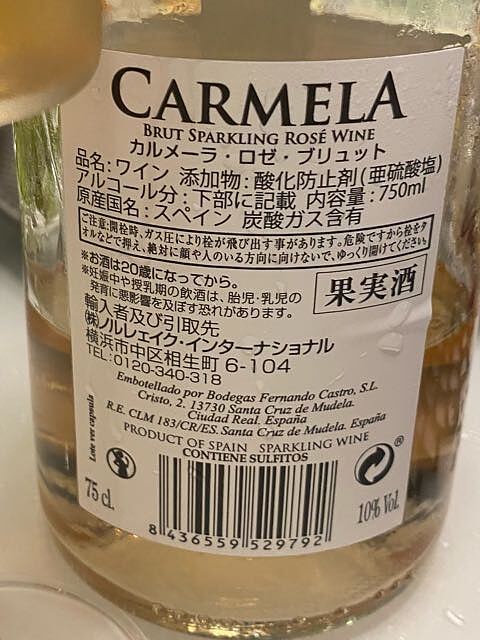 CARMELA
BRUT SPARKLING ROSÉ WINE
カルメーラ・ロゼ・ブリュット
品名:ワイン 添加物:酸化防止剤(亜硫酸塩)
アルコール分:下部に記載 内容量:750ml
原産国名:スペイン 炭酸ガス含有
ご注意:開栓時、ガス圧により栓が飛び出す事があります。危険ですから栓をタ
オルなどで押え、絶対に顔や人のいる方向に向けないで、ゆっくり開けてください。
※お酒は20歳になってから。
※妊娠中や授乳期の飲酒は、胎児・乳児の
発育に悪影響を及ぼす恐れがあります。
果実酒
輸入者及び引取先
㈱ノルレェイク・インターナショナル
横浜市中区相生町 6-104
TEL:0120-340-318
Embotellado por Bodegas Fernando Castro, S.L.
Cristo, 2. 13730 Santa Cruz de Mudela.
Ciudad Real. España
R.E. CLM 183/CR/ES. Santa Cruz de Mudela. España
PRODUCT OF SPAIN SPARKLING WINE
CONTIENE SULFITOS
Lote ver capsula
®
75 cl.
10% Vol.
8 436559 529792